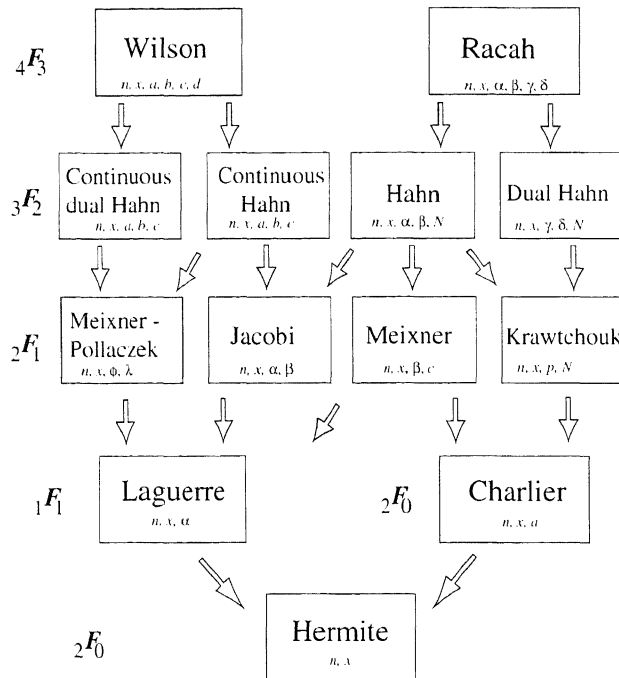 ₄F₃
Wilson
n, x, a, b, c, d
Racah
n, x, α, β, γ, δ
₃F₂
Continuous
dual Hahn
n, x, a, b, c
Continuous
Hahn
n, x, a, b, c
Hahn
n, x, α, β, N
Dual Hahn
n, x, γ, δ, N
₂F₁
Meixner -
Pollaczek
n, x, ϕ, λ
Jacobi
n, x, α, β
Meixner
n, x, β, c
Krawtchouk
n, x, p, N
₁F₁
Laguerre
n, x, α
₂F₀
Charlier
n, x, a
₂F₀
Hermite
n, x